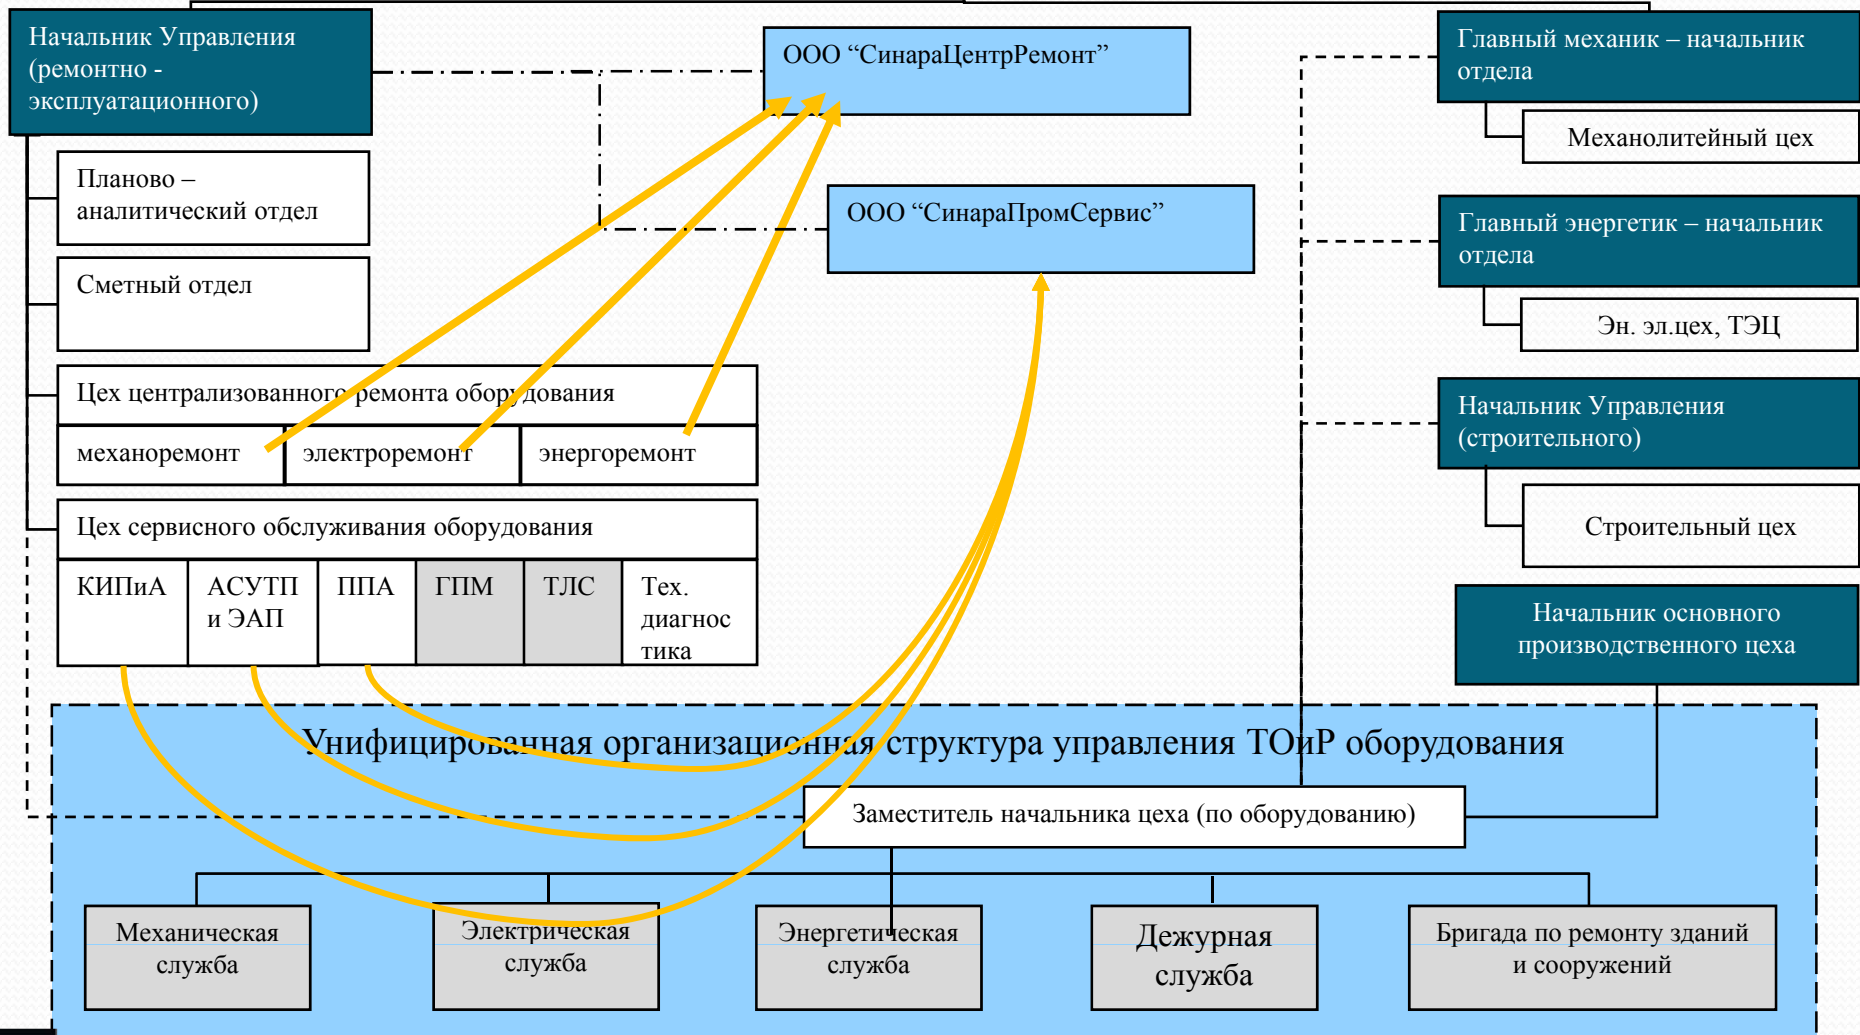 Начальник Управления
(ремонтно -
эксплуатационного)
ООО “СинараЦентрРемонт”
Главный механик – начальник
отдела
Механолитейный цех
Планово –
аналитический отдел
ООО “СинараПромСервис”
Главный энергетик – начальник
отдела
Сметный отдел
Эн. эл.цех, ТЭЦ
Цех централизованного ремонта оборудования
механоремонт
электроремонт
энергоремонт
Начальник Управления
(строительного)
Цех сервисного обслуживания оборудования
Строительный цех
КИПиА
АСУТП
и ЭАП
ППА
ГПМ
ТЛС
Тех.
диагнос
тика
Начальник основного
производственного цеха
Унифицированная организационная структура управления ТОиР оборудования
Заместитель начальника цеха (по оборудованию)
Механическая
служба
Электрическая
служба
Энергетическая
служба
Дежурная
служба
Бригада по ремонту зданий
и сооружений